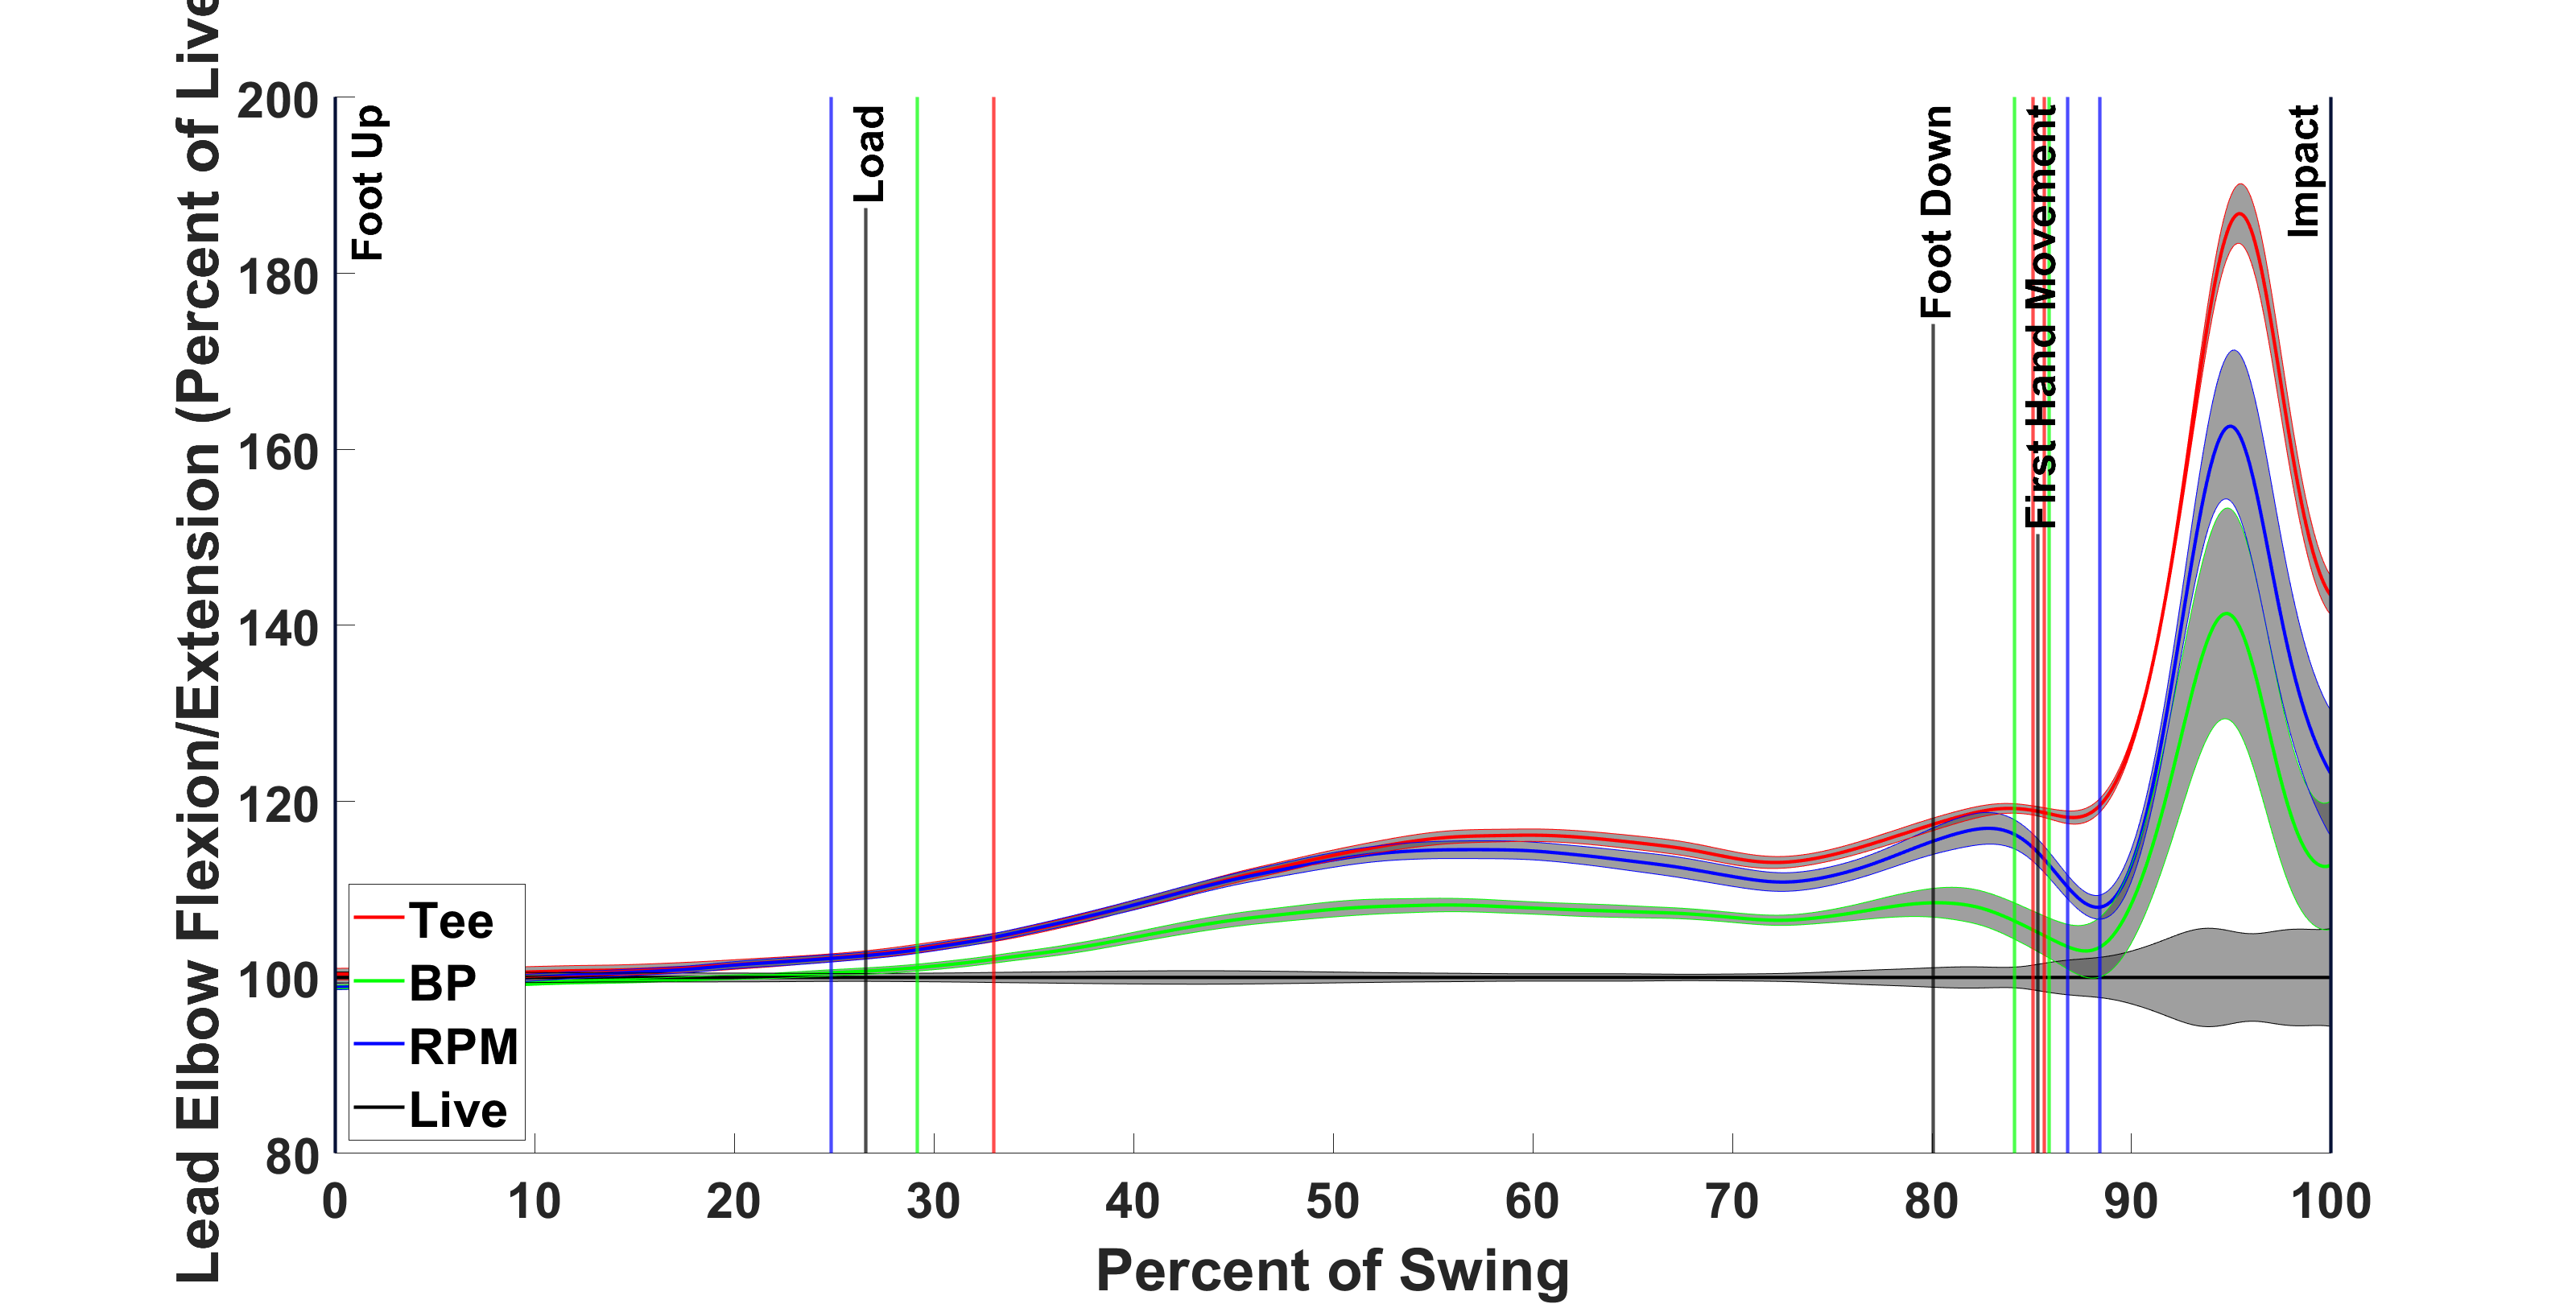 Lead Elbow Flexion/Extension (Percent of Live
200
180
160
140
120
100
80
Foot Up
Load
Foot Down
First Hand Movement
Impact
Tee
BP
RPM
Live
0 10 20 30 40 50 60 70 80 90 100
Percent of Swing